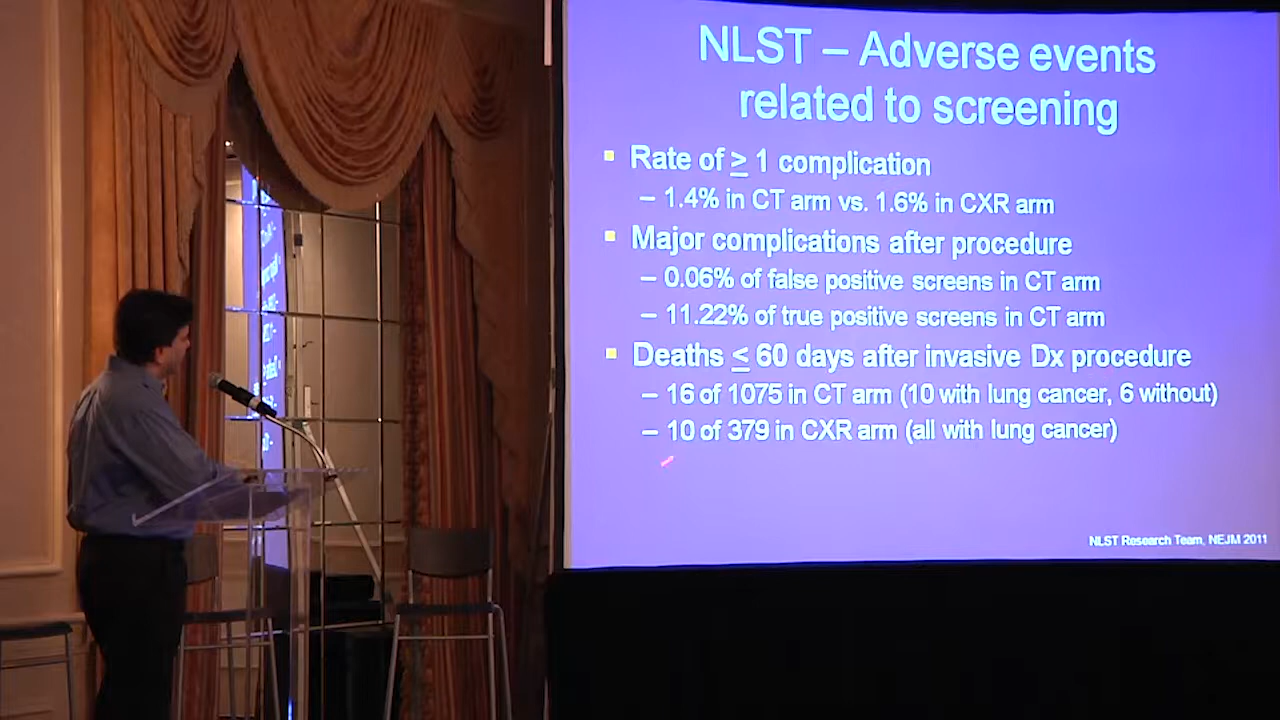 NLST – Adverse events
related to screening
▪ Rate of ≥ 1 complication
– 1.4% in CT arm vs. 1.6% in CXR arm
▪ Major complications after procedure
– 0.06% of false positive screens in CT arm
– 11.22% of true positive screens in CT arm
▪ Deaths ≤ 60 days after invasive Dx procedure
– 16 of 1075 in CT arm (10 with lung cancer, 6 without)
– 10 of 379 in CXR arm (all with lung cancer)
NLST Research Team, NEJM 2011